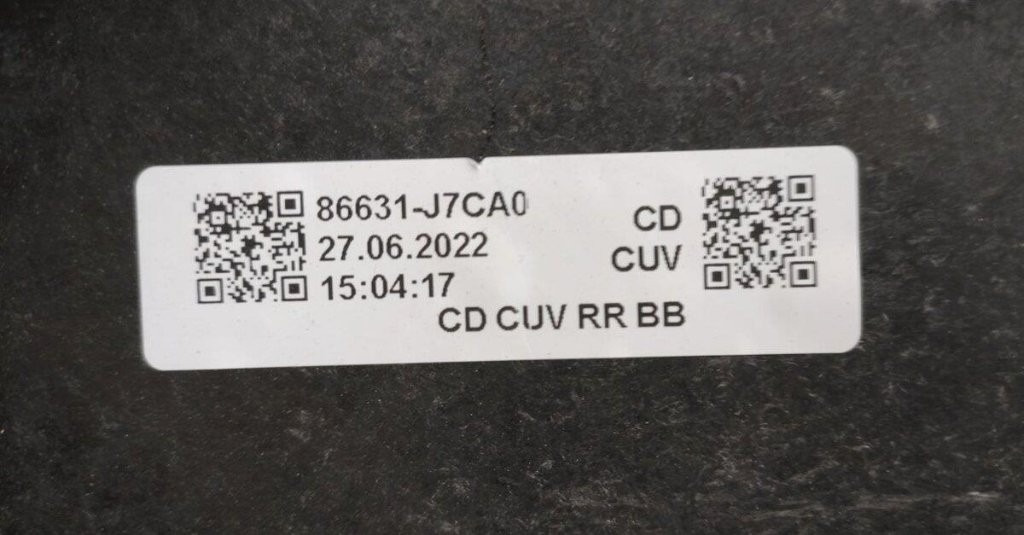 86631-J7CA0
27.06.2022
15:04:17
CD
CUV
CD CUV RR BB